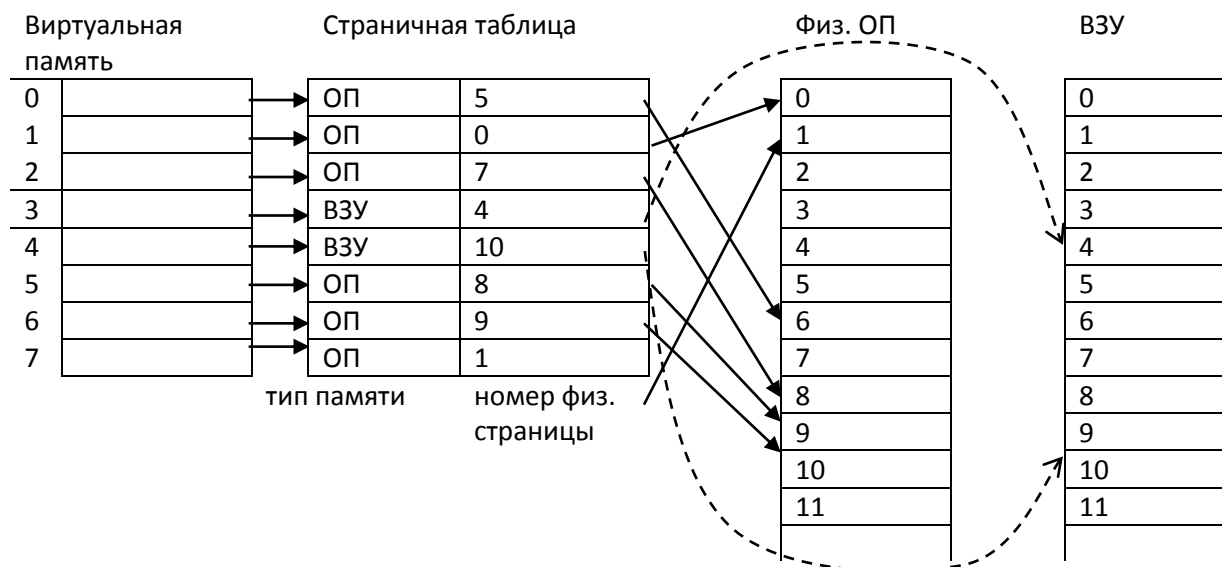 Виртуальная память Страничная таблица Физ. ОП ВЗУ
0 ОП 5 0 0
1 ОП 0 1 1
2 ОП 7 2 2
3 ВЗУ 4 3 3
4 ВЗУ 10 4 4
5 ОП 8 5 5
6 ОП 9 6 6
7 ОП 1 7 7
тип памяти номер физ. страницы 8 8
9 9
10 10
11 11